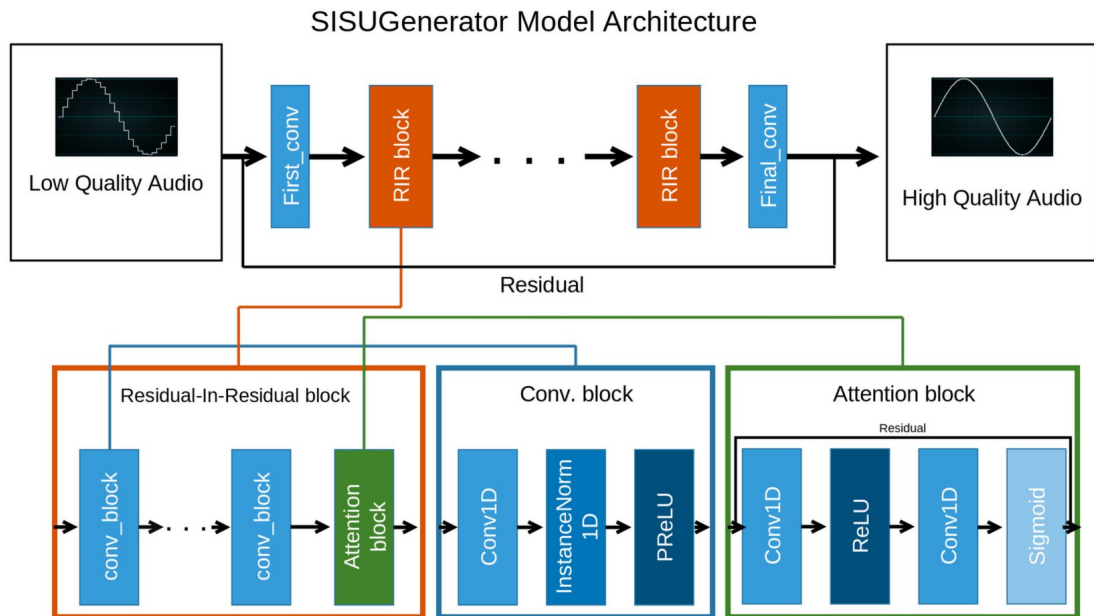 SISUGenerator Model Architecture
Low Quality Audio
First_conv
RIR block
. . .
RIR block
Final_conv
High Quality Audio
Residual
Residual-In-Residual block
conv_block
. . .
conv_block
Attention
block
Conv. block
Conv1D
InstanceNorm
1D
PReLU
Attention block
Residual
Conv1D
ReLU
Conv1D
Sigmoid